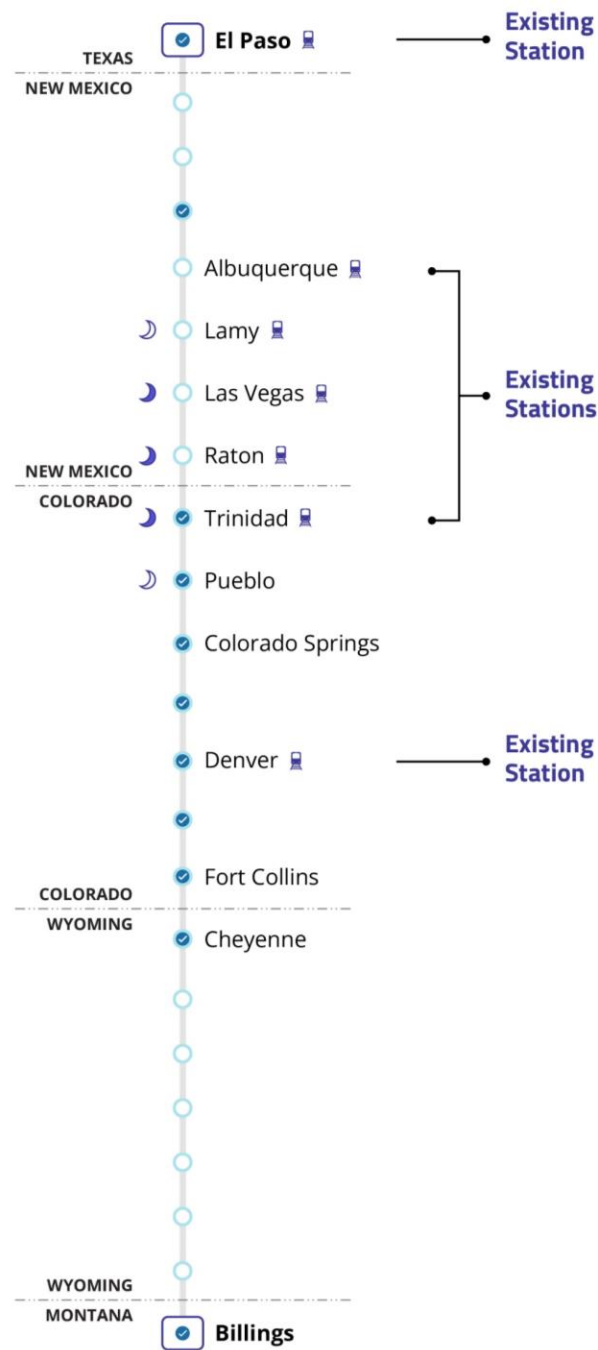 El Paso
Existing
Station
TEXAS
NEW MEXICO
Albuquerque
Lamy
Las Vegas
Existing
Stations
Raton
NEW MEXICO
COLORADO
Trinidad
Pueblo
Colorado Springs
Denver
Existing
Station
Fort Collins
COLORADO
WYOMING
Cheyenne
WYOMING
MONTANA
Billings